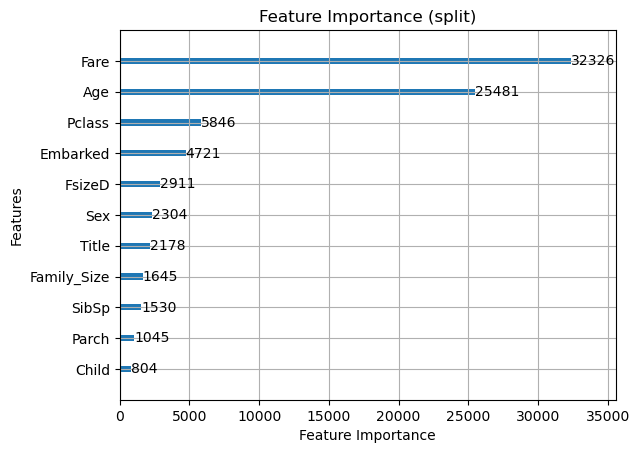 Feature Importance (split)
Fare 32326
Age 25481
Pclass 5846
Embarked 4721
FsizeD 2911
Sex 2304
Title 2178
Family_Size 1645
SibSp 1530
Parch 1045
Child 804
Features
0 5000 10000 15000 20000 25000 30000 35000
Feature Importance